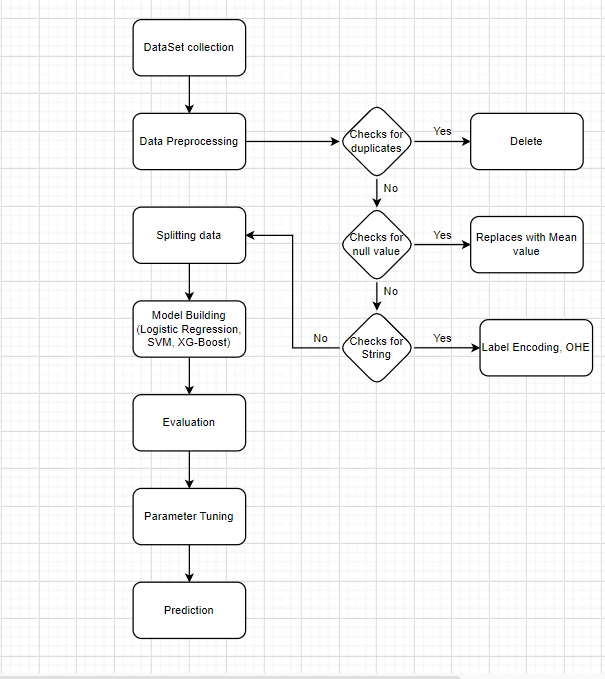 DataSet collection
Data Preprocessing
Checks for
duplicates
Yes
Delete
No
Splitting data
Checks for
null value
Yes
Replaces with Mean
value
No
Model Building
(Logistic Regression,
SVM, XG-Boost)
No
Checks for
String
Yes
Label Encoding, OHE
Evaluation
Parameter Tuning
Prediction